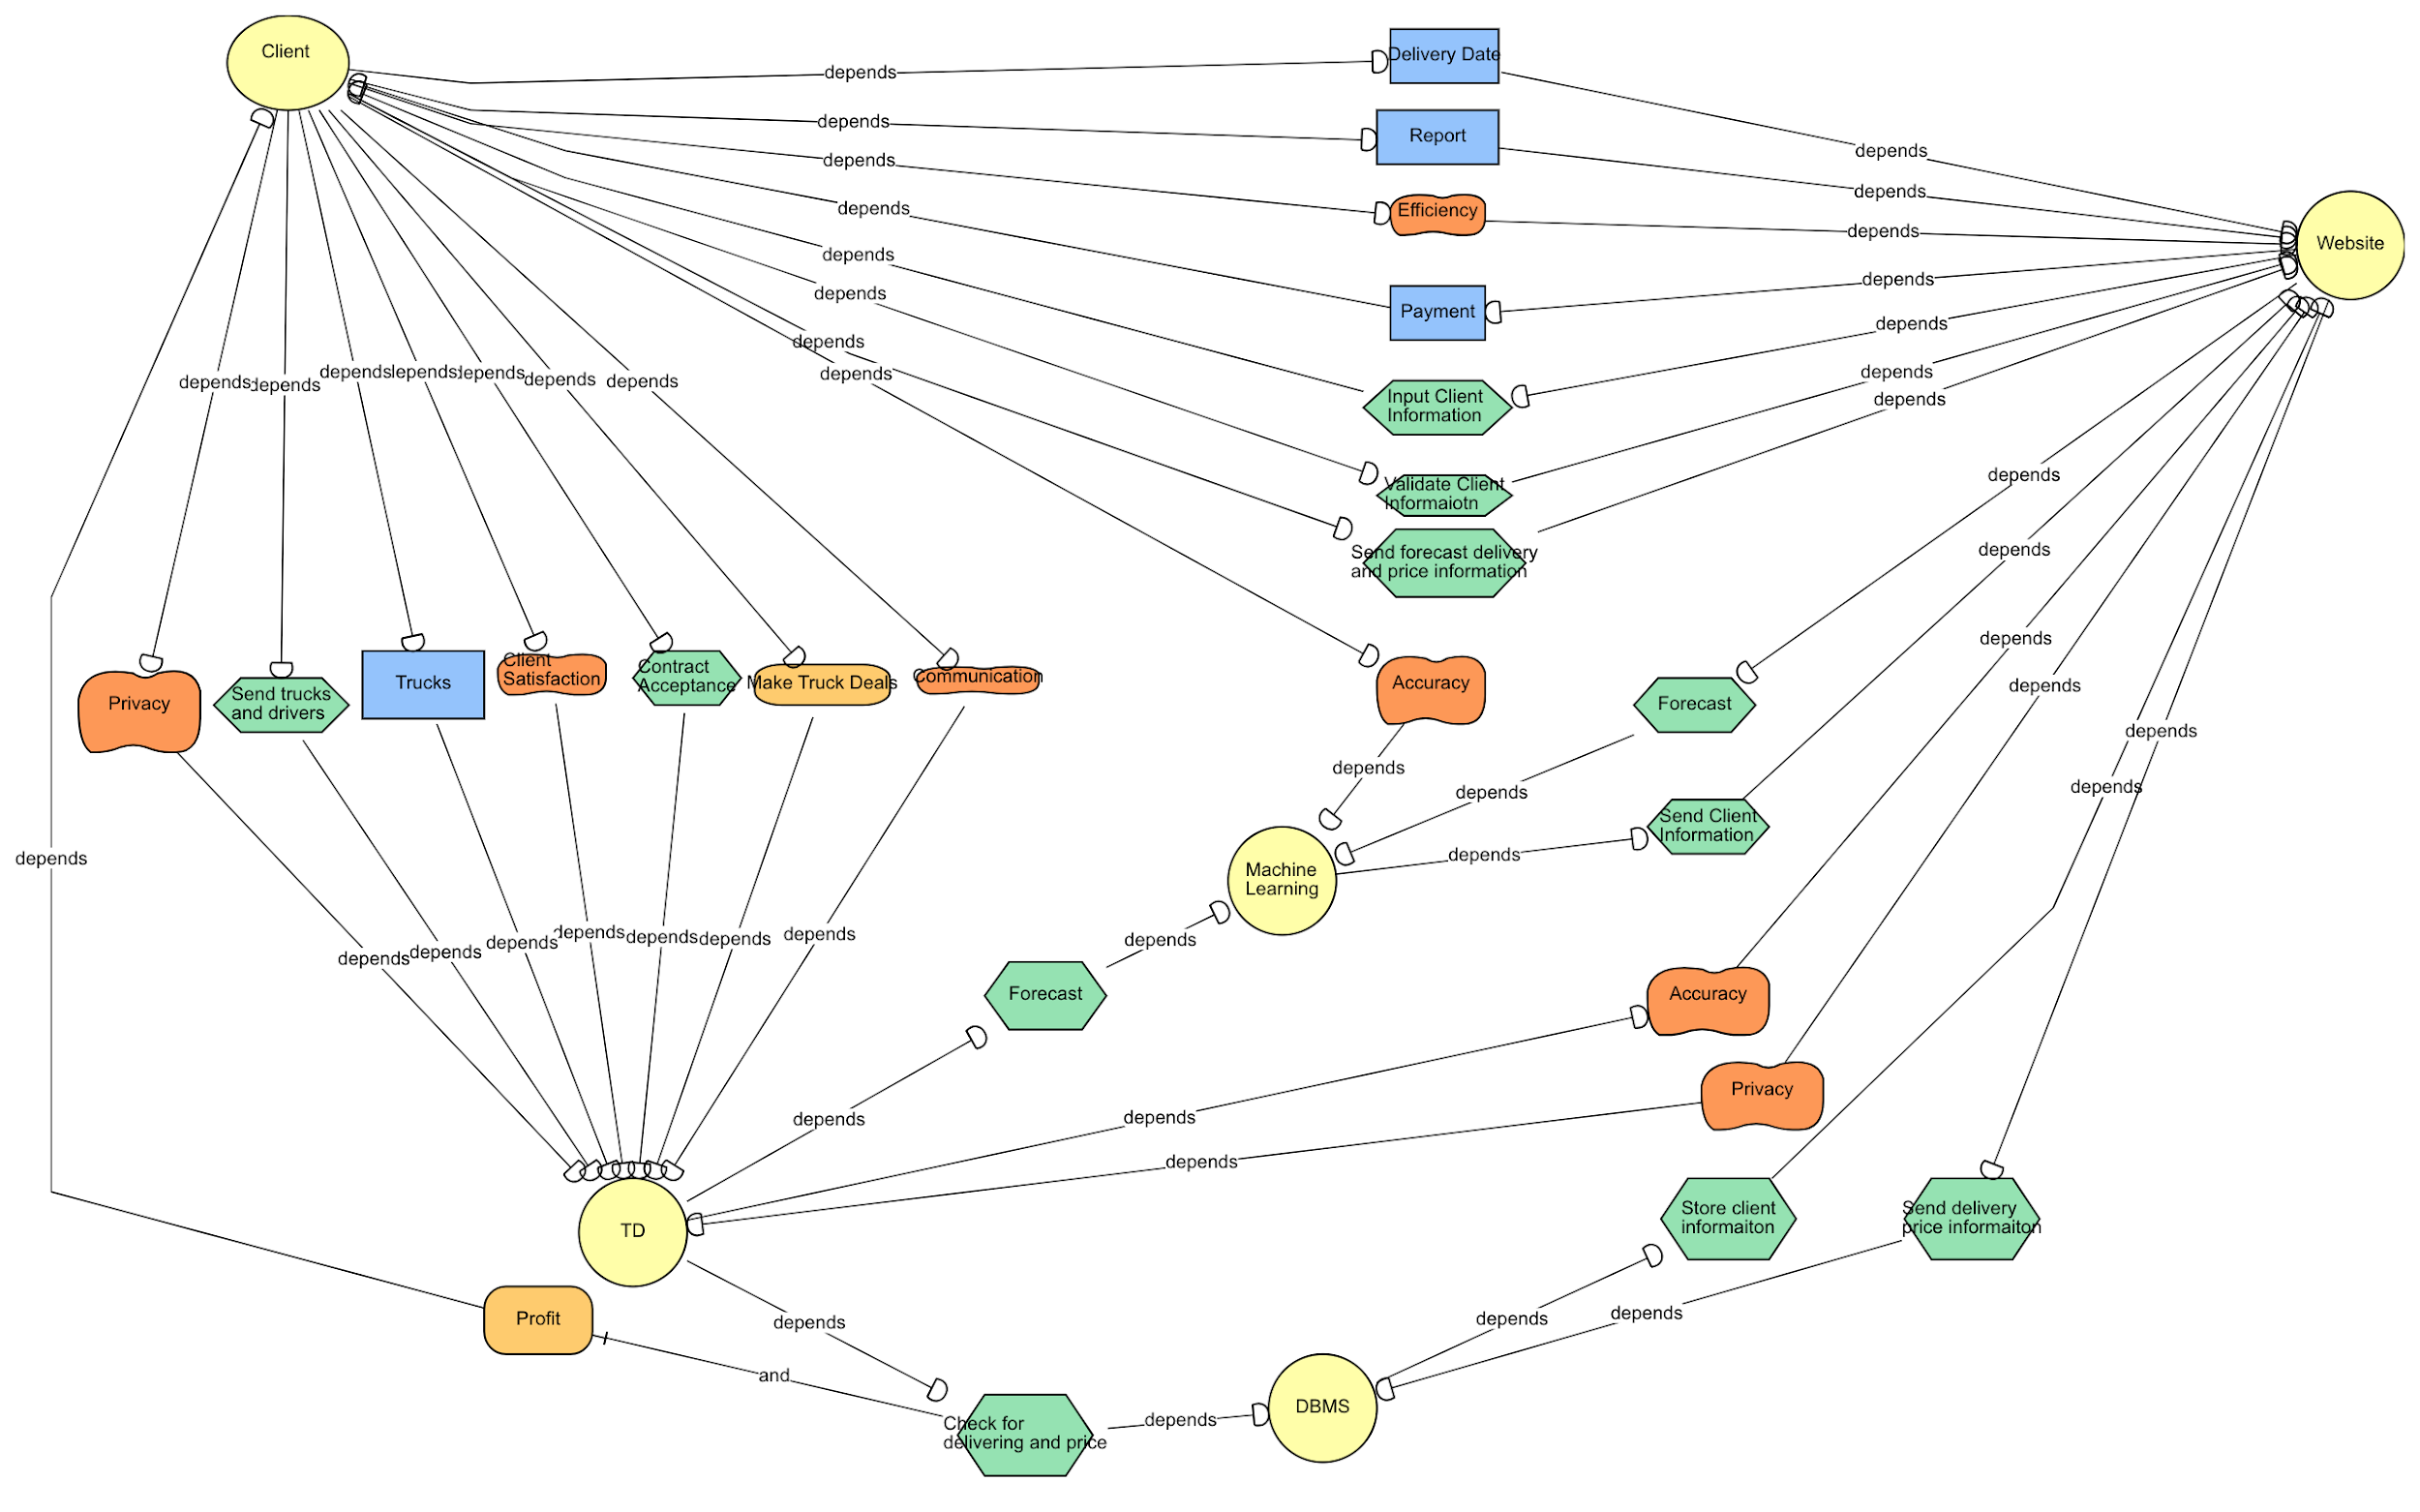 Client
Delivery Date
depends
Report
depends
depends
depends
depends
Efficiency
depends
depends
Website
depends
depends
Payment
depends
depends
depends
depends
depends
depends
depends
depends
depends
depends
depends
depends
depends
depends
Input Client
Information
depends
depends
Validate Client
Informaiotn
Send forecast delivery
and price information
depends
depends
depends
depends
Privacy
Send trucks
and drivers
Trucks
Client
Satisfaction
Contract
Acceptance
Make Truck Deals
Communication
Accuracy
Forecast
depends
depends
depends
depends
Send Client
Information
depends
depends
Machine
Learning
depends
depends
depends
depends
depends
depends
depends
depends
depends
Forecast
Accuracy
Privacy
depends
depends
depends
TD
Store client
informaiton
Send delivery
price informaiton
Profit
depends
depends
depends
and
DBMS
Check for
delivering and price
depends